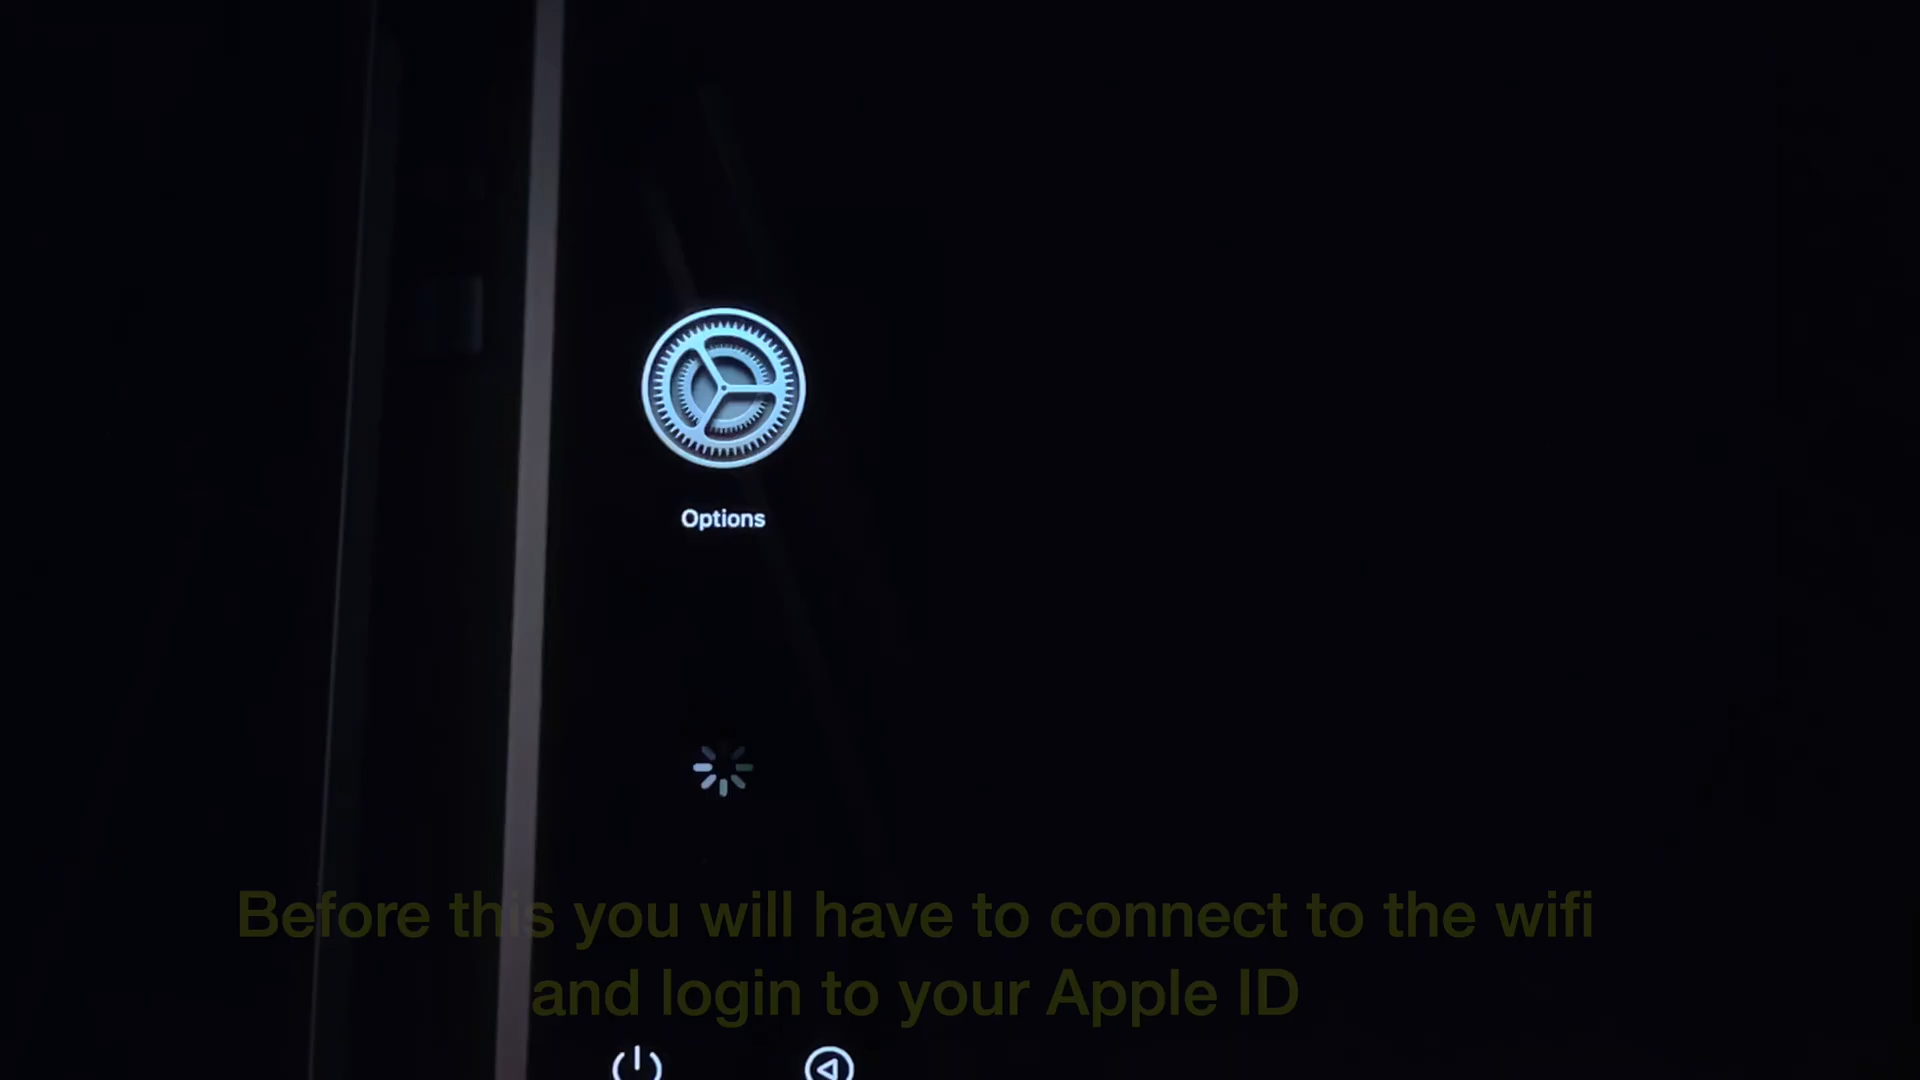 Options
Before this you will have to connect to the wifi
and login to your Apple ID